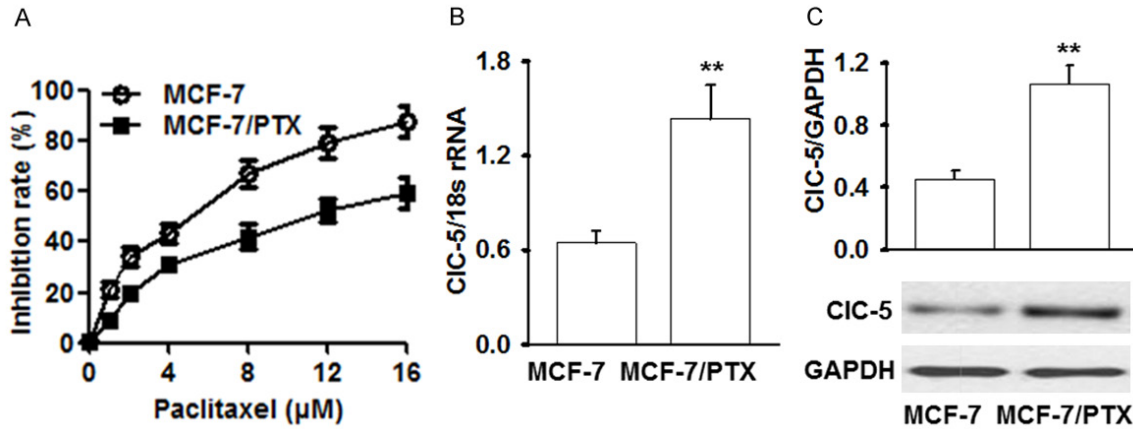 A
Inhibition rate (%)
100
80
60
40
20
0
MCF-7
MCF-7/PTX
0 4 8 12 16
Paclitaxel (μM)
B
ClC-5/18s rRNA
1.8
1.2
0.6
0.0
**
MCF-7 MCF-7/PTX
C
ClC-5/GAPDH
1.2
0.8
0.4
0.0
**
ClC-5
GAPDH
MCF-7 MCF-7/PTX